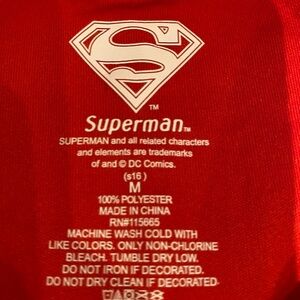 S
TM
Superman™
SUPERMAN and all related characters
and elements are trademarks
of and © DC Comics.
(s16)
M
100% POLYESTER
MADE IN CHINA
RN#115665
MACHINE WASH COLD WITH
LIKE COLORS. ONLY NON-CHLORINE
BLEACH. TUMBLE DRY LOW.
DO NOT IRON IF DECORATED.
DO NOT DRY CLEAN IF DECORATED.